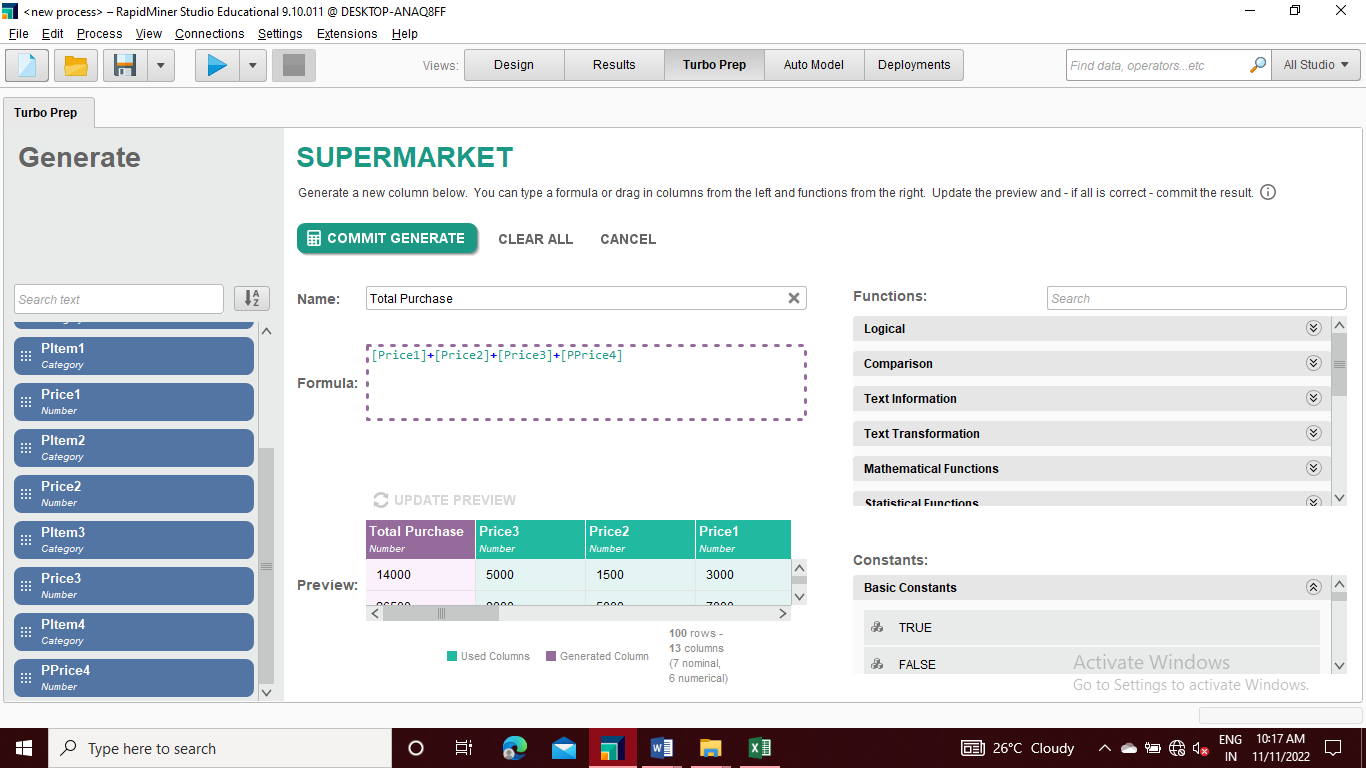 <new process> – RapidMiner Studio Educational 9.10.011 @ DESKTOP-ANAQ8FF
File Edit Process View Connections Settings Extensions Help
Views: Design Results Turbo Prep Auto Model Deployments Find data, operators...etc All Studio
Turbo Prep
Generate
SUPERMARKET
Generate a new column below. You can type a formula or drag in columns from the left and functions from the right. Update the preview and - if all is correct - commit the result.
COMMIT GENERATE CLEAR ALL CANCEL
Search text
Category
PItem1
Category
Price1
Number
PItem2
Category
Price2
Number
PItem3
Category
Price3
Number
PItem4
Category
PPrice4
Number
Name: Total Purchase
Formula: [Price1]+[Price2]+[Price3]+[PPrice4]
UPDATE PREVIEW
Preview:
Total Purchase Price3 Price2 Price1
Number Number Number Number
14000 5000 1500 3000
Used Columns Generated Column
100 rows -
13 columns
(7 nominal,
6 numerical)
Functions: Search
Logical
Comparison
Text Information
Text Transformation
Mathematical Functions
Statistical Functions
Constants:
Basic Constants
TRUE
FALSE
Activate Windows
Go to Settings to activate Windows.
Type here to search
26°C Cloudy
ENG
IN
10:17 AM
11/11/2022